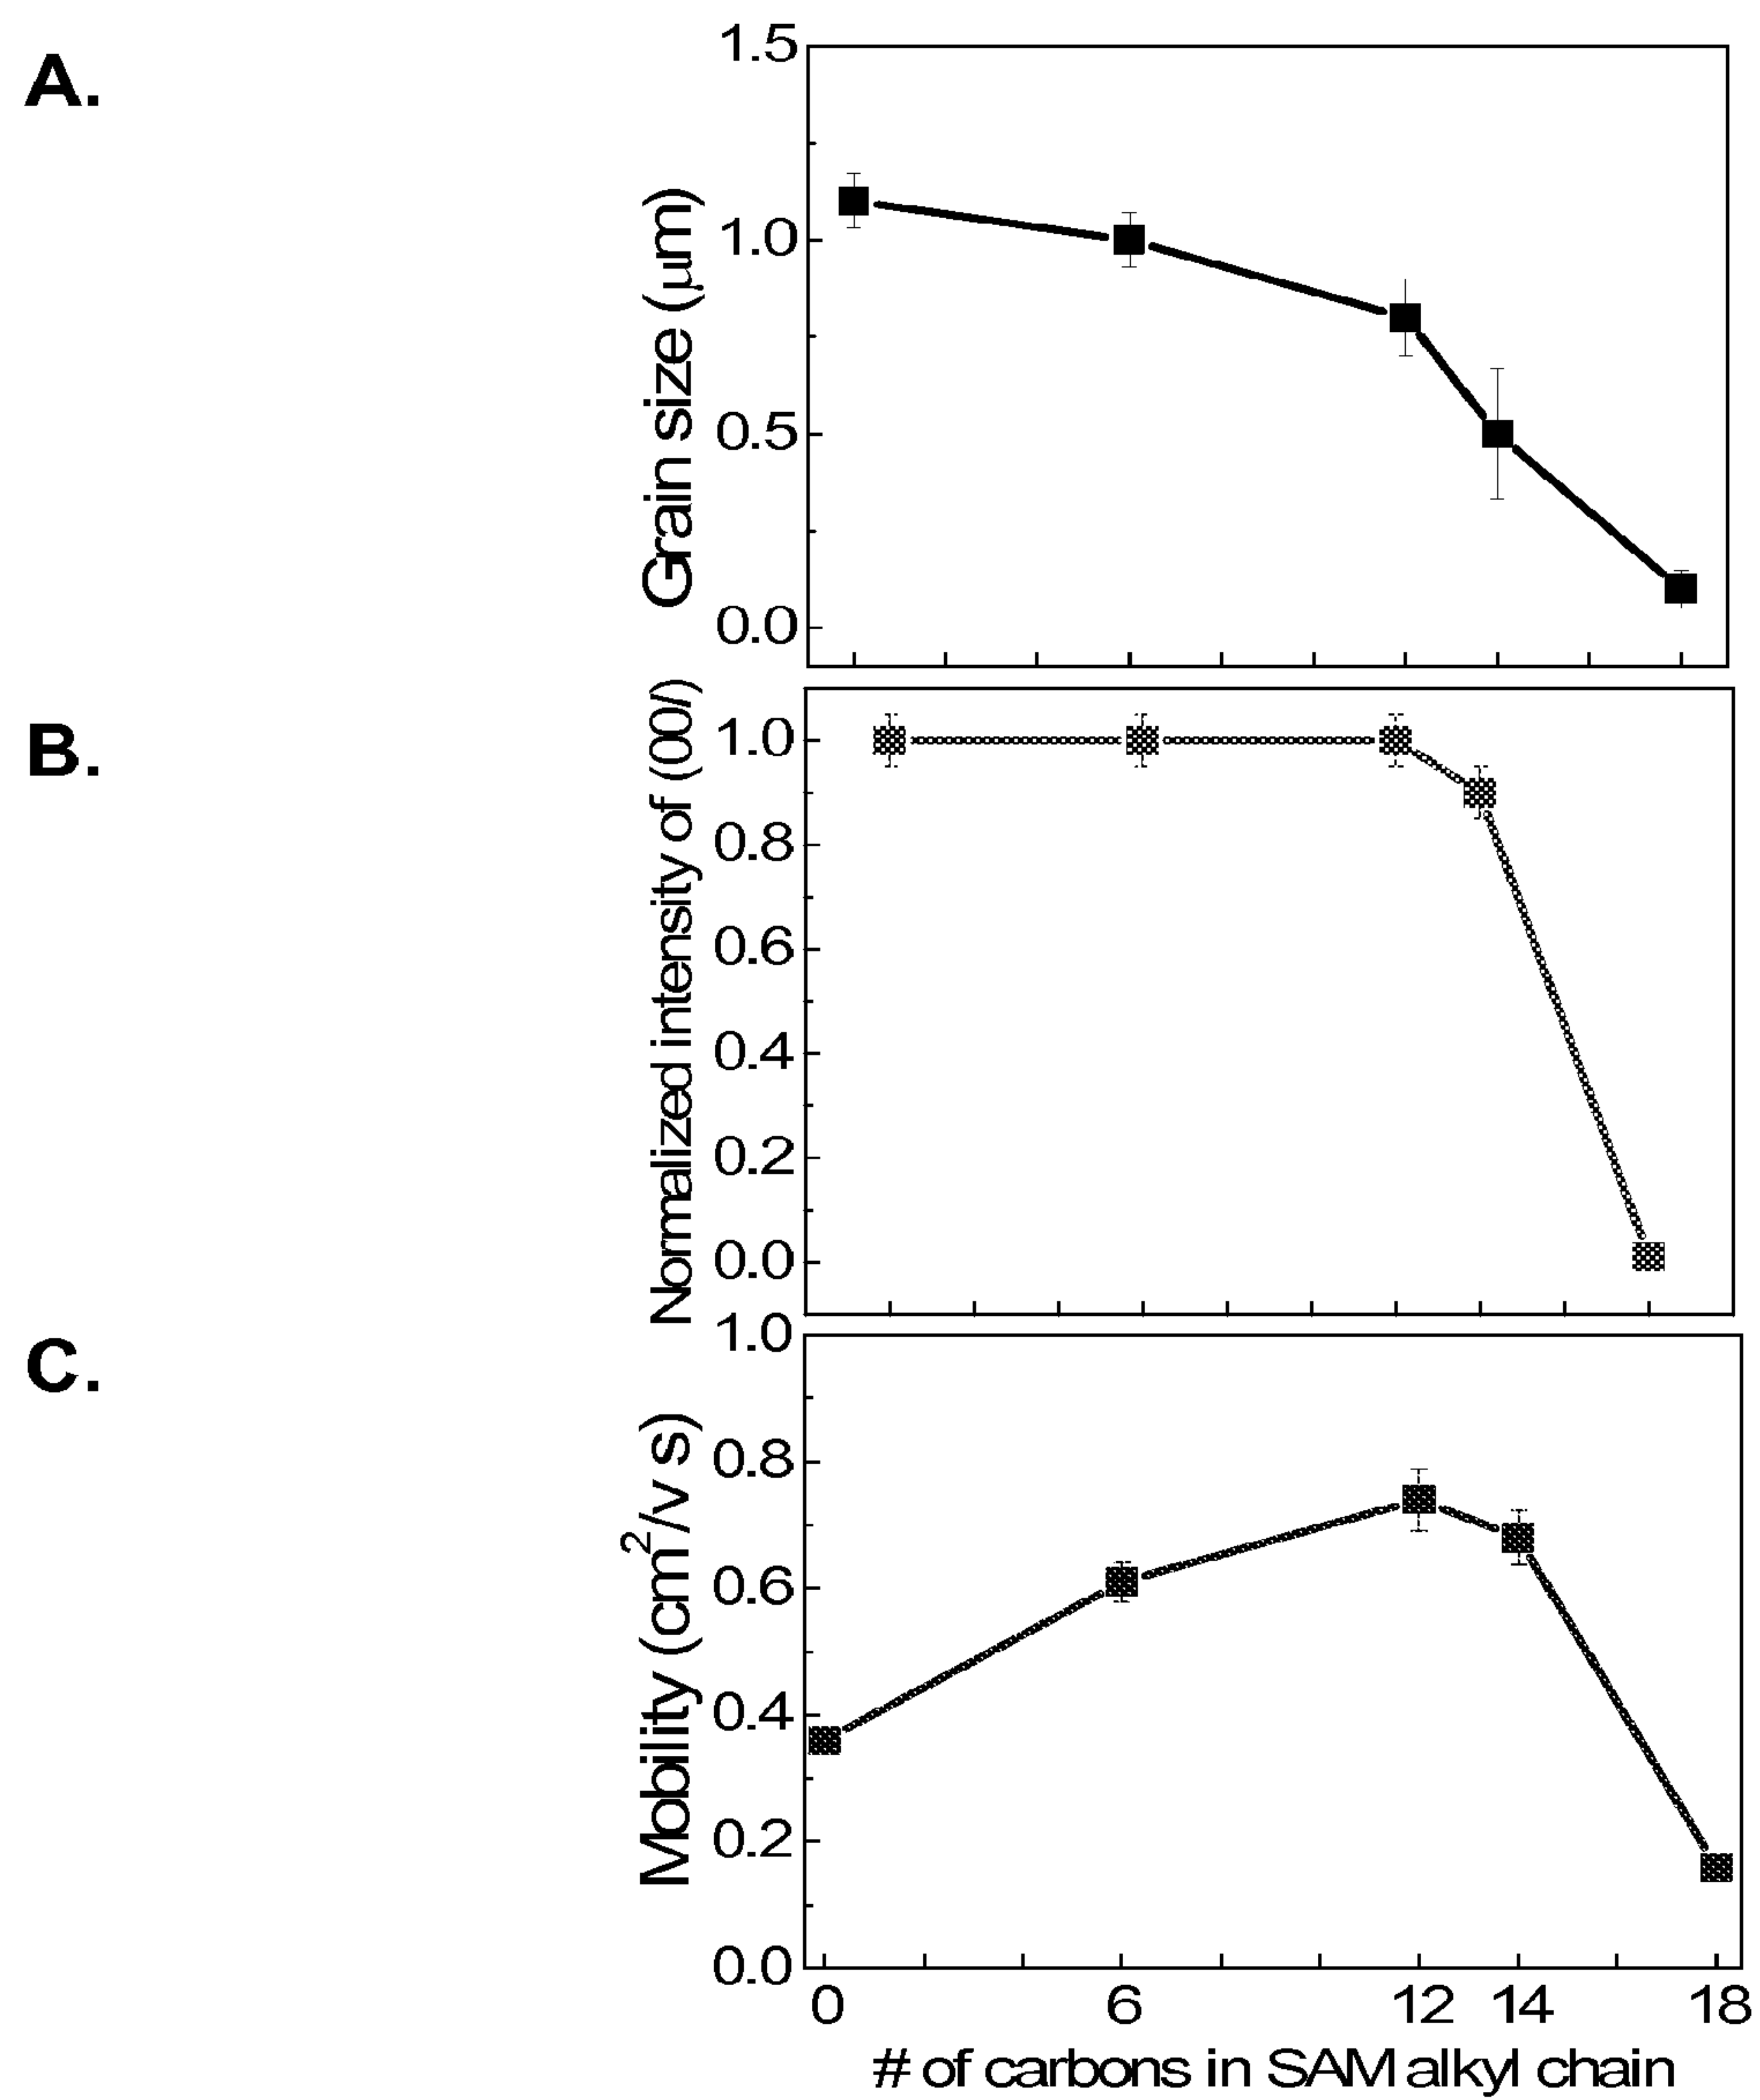 A.
Grain size (μm)
1.5
1.0
0.5
0.0
B.
Normalized intensity of (00l)
1.0
0.8
0.6
0.4
0.2
0.0
C.
Mobility (cm²/v s)
1.0
0.8
0.6
0.4
0.2
0.0
0 6 12 14 18
# of carbons in SAM alkyl chain